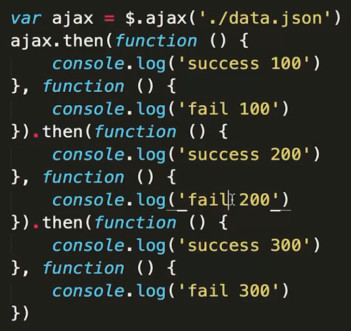 var ajax = $.ajax('./data.json')
ajax.then(function () {
    console.log('success 100')
}, function () {
    console.log('fail 100')
}).then(function () {
    console.log('success 200')
}, function () {
    console.log('fail 200')
}).then(function () {
    console.log('success 300')
}, function () {
    console.log('fail 300')
})